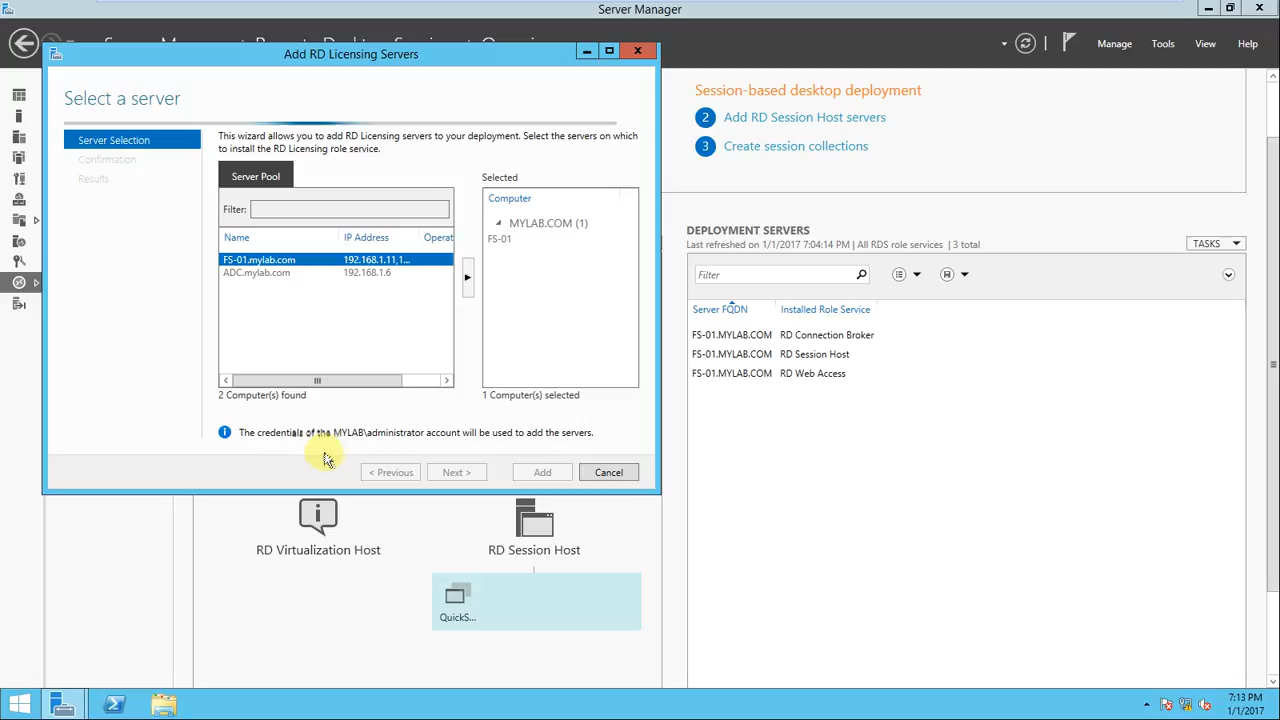 Server Manager
Manage
Tools
View
Help
Add RD Licensing Servers
Select a server
Server Selection
Confirmation
Results
This wizard allows you to add RD Licensing servers to your deployment. Select the servers on which
to install the RD Licensing role service.
Server Pool
Filter:
Name IP Address Operat
FS-01.mylab.com 192.168.1.11,1...
ADC.mylab.com 192.168.1.6
2 Computer(s) found
Selected
Computer
MYLAB.COM (1)
FS-01
1 Computer(s) selected
The credentials of the MYLAB\administrator account will be used to add the servers.
< Previous
Next >
Add
Cancel
Session-based desktop deployment
2 Add RD Session Host servers
3 Create session collections
DEPLOYMENT SERVERS
Last refreshed on 1/1/2017 7:04:14 PM | All RDS role services | 3 total
TASKS
Filter
Server FQDN Installed Role Service
FS-01.MYLAB.COM RD Connection Broker
FS-01.MYLAB.COM RD Session Host
FS-01.MYLAB.COM RD Web Access
RD Virtualization Host
RD Session Host
QuickS...
7:13 PM
1/1/2017